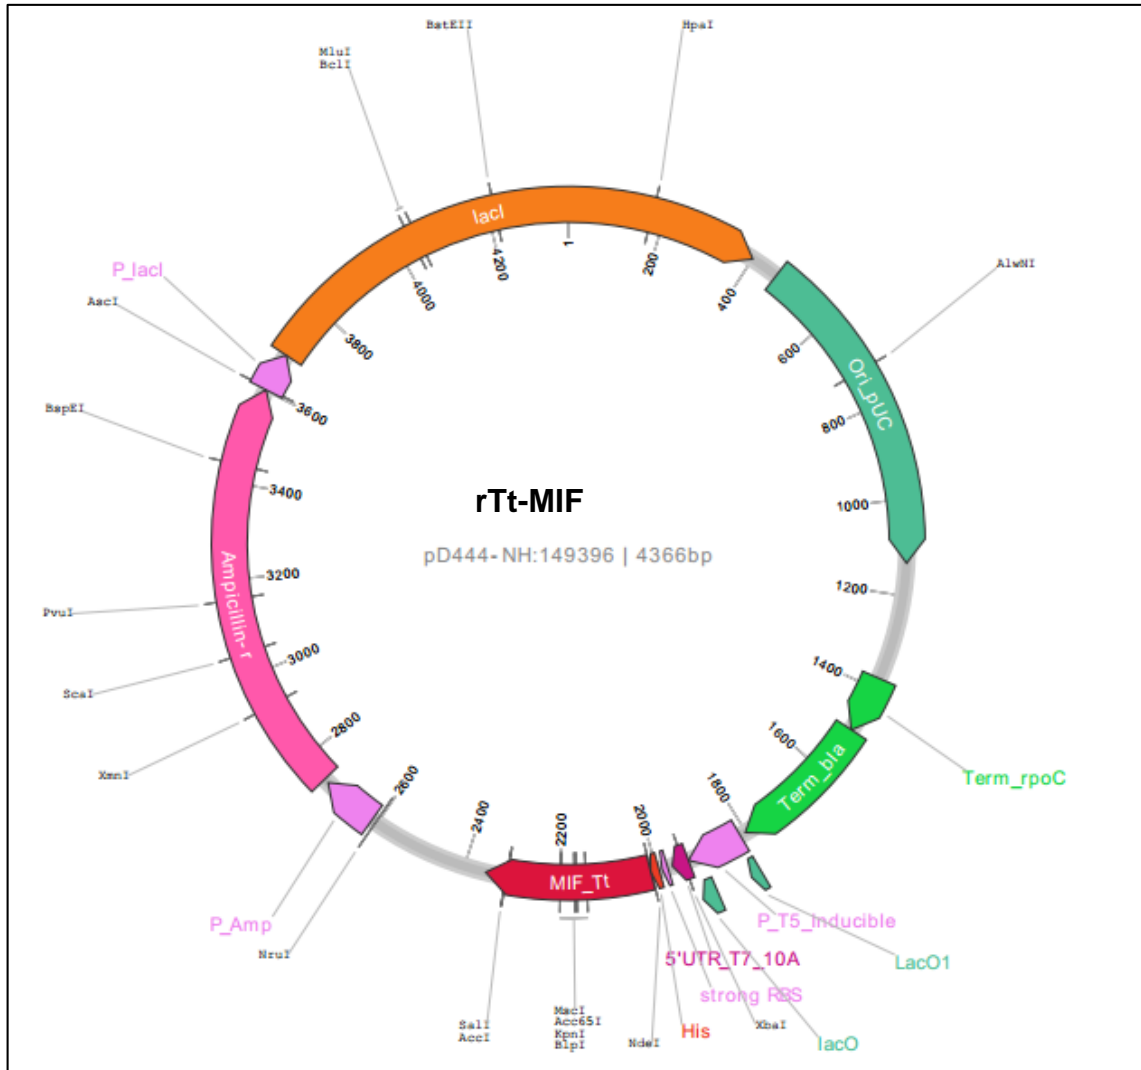 BstEII
HpaI
MluI
BclI
lacI
P_lacI
AscI
AlwNI
1
200
4200
400
4000
3800
600
Ori_pUC
3600
BspEI
800
3400
rTt-MIF
1000
pD444-NH:149396 | 4366bp
Ampicillin-r
3200
1200
PvuI
3000
1400
ScaI
2800
1600
XmnI
Term_bla
Term_rpoC
2600
1800
2400
2200
2000
MIF_Tt
P_Amp
P_T5_Inducible
NruI
5'UTR_T7_10A
LacO1
strong RBS
MscI
Acc65I
KpnI
BlpI
SalI
AccI
NdeI
His
XbaI
lacO